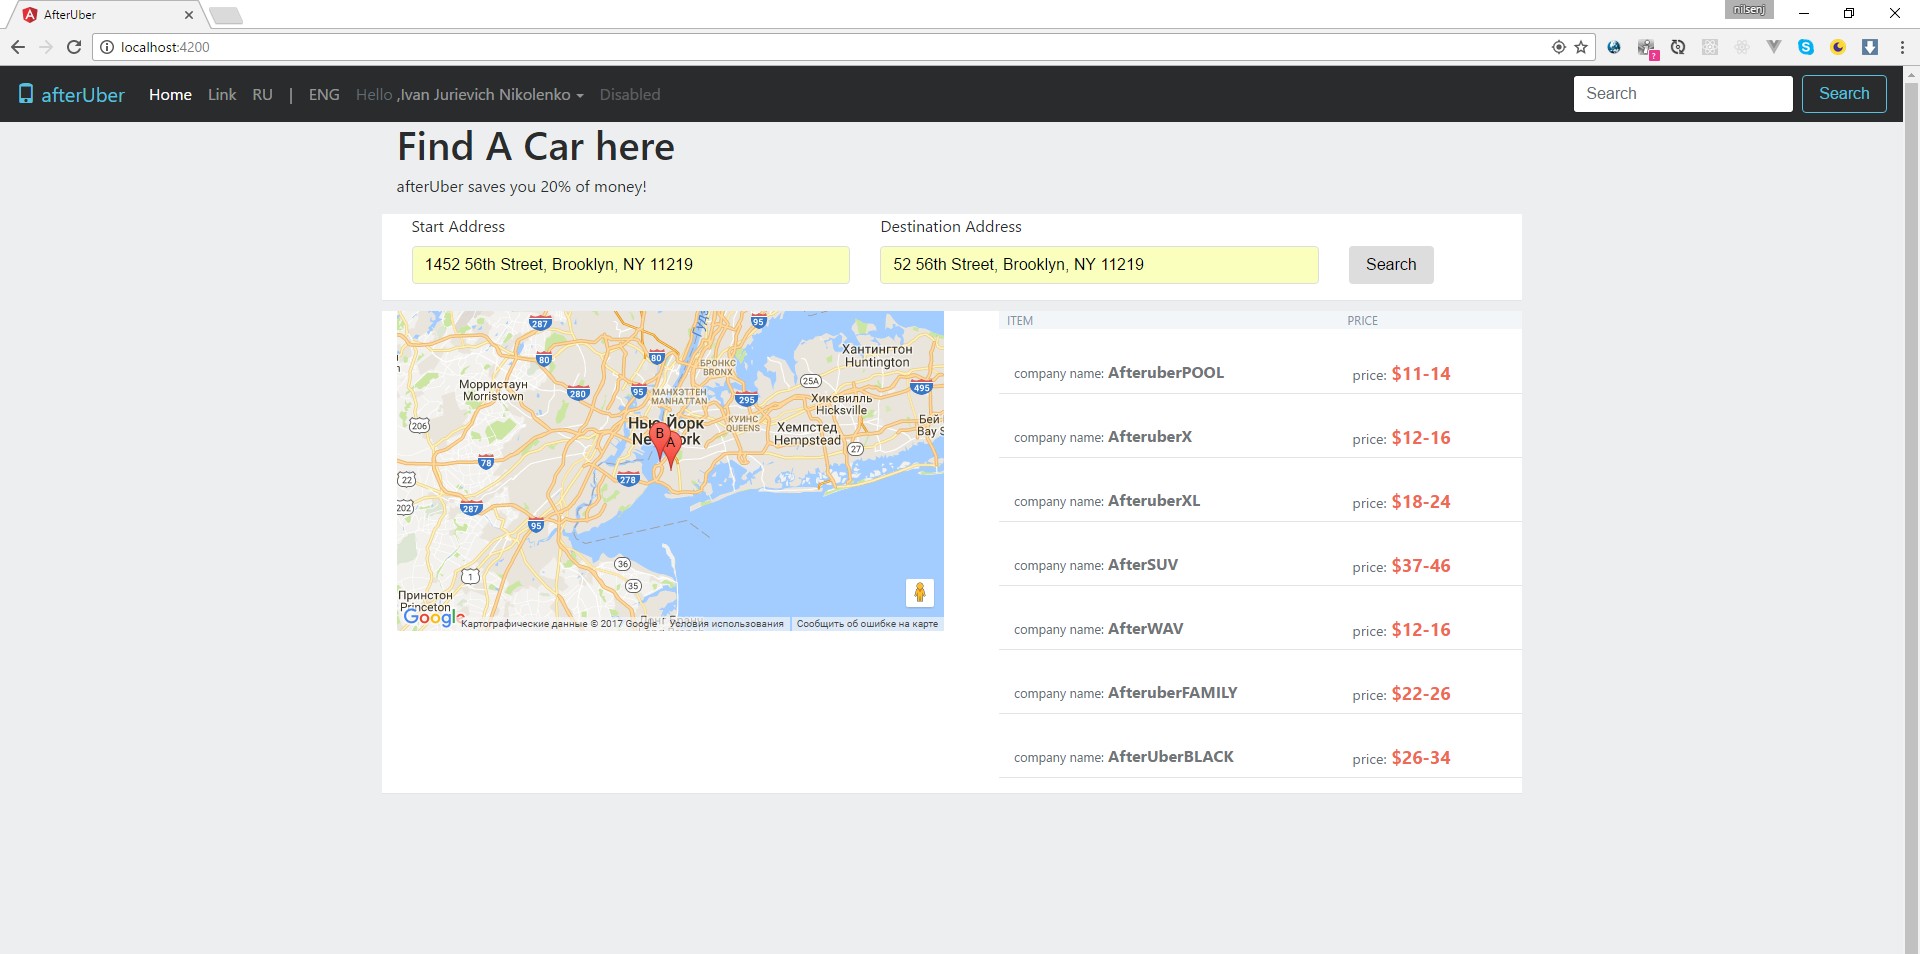 AfterUber
nilsenj
localhost:4200
afterUber Home Link RU | ENG Hello ,Ivan Jurievich Nikolenko Disabled Search Search
Find A Car here
afterUber saves you 20% of money!
Start Address Destination Address
1452 56th Street, Brooklyn, NY 11219 52 56th Street, Brooklyn, NY 11219 Search
287
95
80
80
Хантингтон
Huntington
БРОНКС
BRONX
Морристаун
Morristown
280
95
МАНХЭТТЕН
MANHATTAN
295
25A
495
Хиксвилль
Hicksville
206
КУИНС
QUEENS
Хемпстед
Hempstead
Бей
Bay S
B
A
27
78
22
278
202
287
95
36
35
1
Принстон
Princeton
Google
Картографические данные © 2017 Google Условия использования Сообщить об ошибке на карте
ITEM PRICE
company name: AfteruberPOOL price: $11-14
company name: AfteruberX price: $12-16
company name: AfteruberXL price: $18-24
company name: AfterSUV price: $37-46
company name: AfterWAV price: $12-16
company name: AfteruberFAMILY price: $22-26
company name: AfterUberBLACK price: $26-34